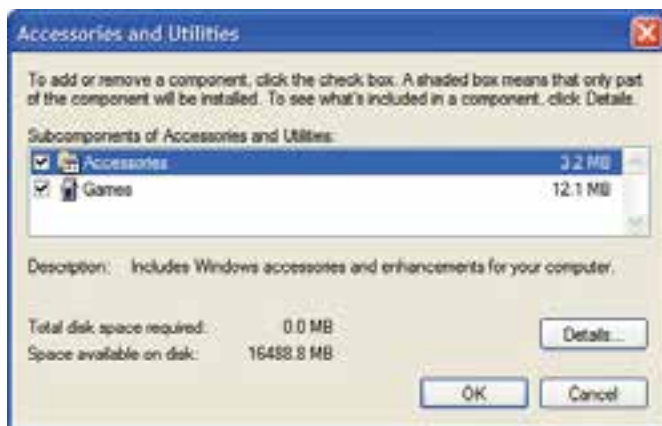 Accessories and Utilities
To add or remove a component, click the check box. A shaded box means that only part
of the component will be installed. To see what's included in a component, click Details.
Subcomponents of Accessories and Utilities:
Accessories 3.2 MB
Games 12.1 MB
Description: Includes Windows accessories and enhancements for your computer.
Total disk space required: 0.0 MB
Space available on disk: 16488.8 MB
Details...
OK Cancel